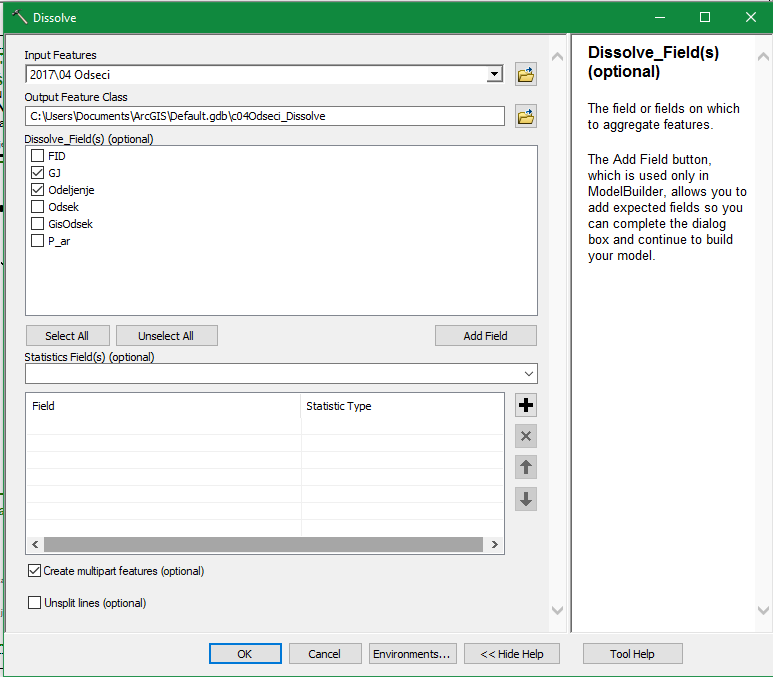 Dissolve
Input Features
2017\04 Odseci
Output Feature Class
C:\Users\Documents\ArcGIS\Default.gdb\c04Odseci_Dissolve
Dissolve_Field(s) (optional)
FID
GJ
Odeljenje
Odsek
GisOdsek
P_ar
Select All
Unselect All
Add Field
Statistics Field(s) (optional)
Field
Statistic Type
Create multipart features (optional)
Unsplit lines (optional)
OK
Cancel
Environments...
<< Hide Help
Dissolve_Field(s)
(optional)
The field or fields on which
to aggregate features.
The Add Field button,
which is used only in
ModelBuilder, allows you to
add expected fields so you
can complete the dialog
box and continue to build
your model.
Tool Help